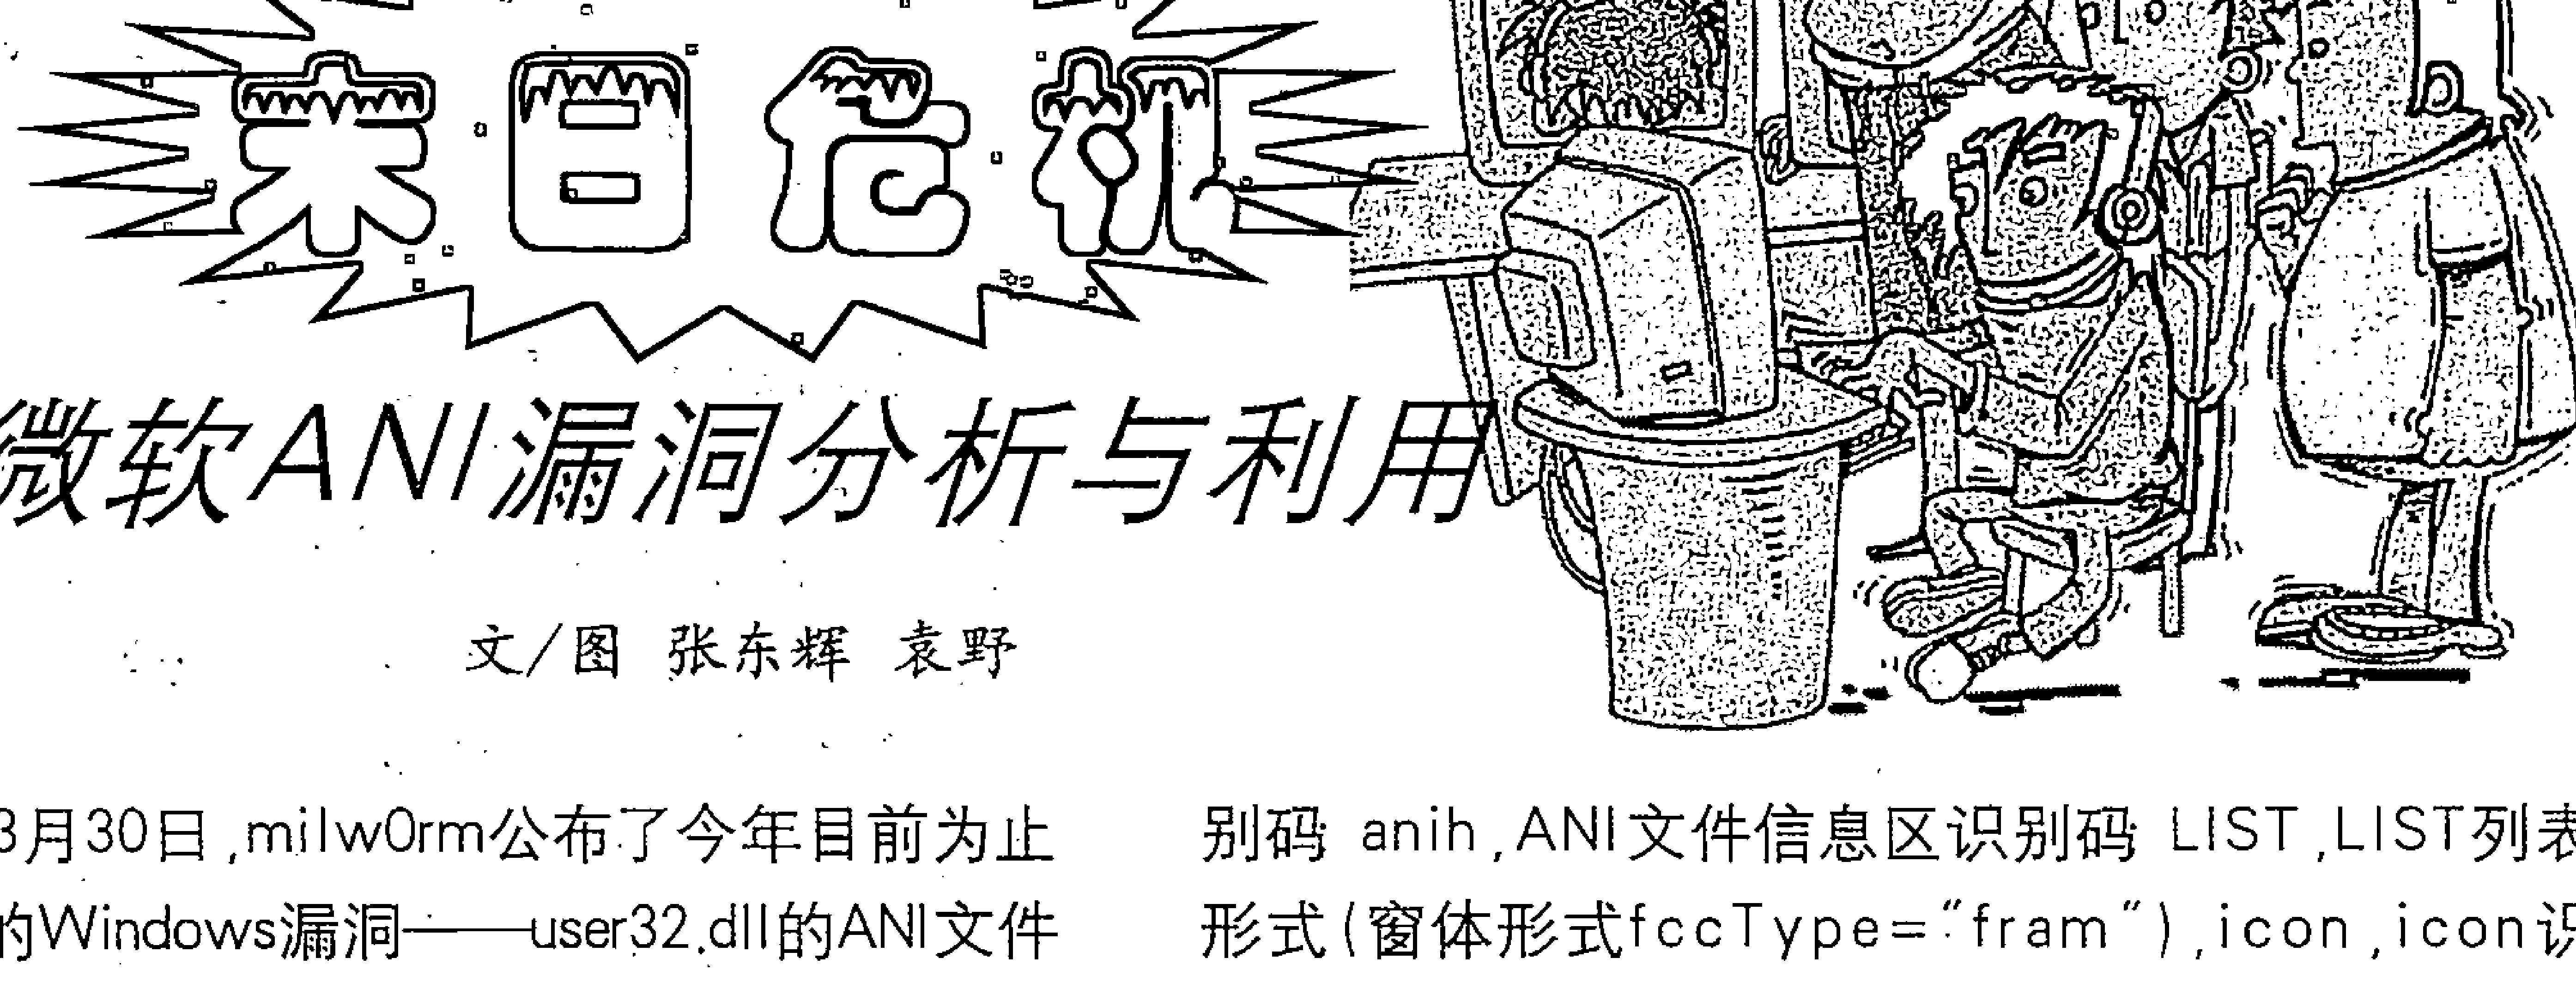 末日危机
微软ANI漏洞分析与利用
文/图 张东辉 袁野
3月30日,milw0rm公布了今年目前为止
的Windows漏洞——user32.dll的ANI文件
别码 anih,ANI文件信息区识别码 LIST,LIST列表
形式(窗体形式fccType="fram"),icon,icon识